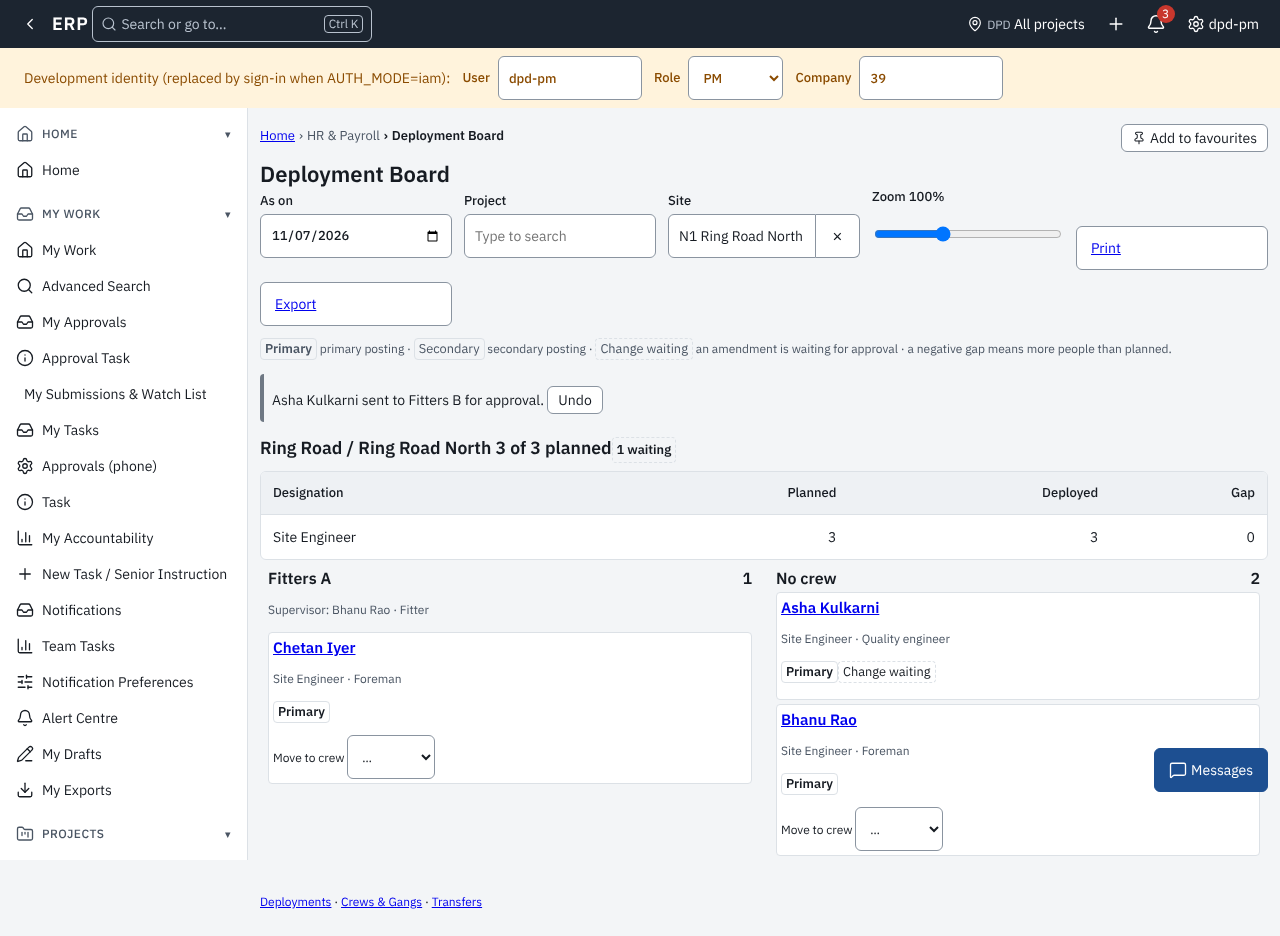 ERP
Search or go to...
Ctrl K
DPD All projects
3
dpd-pm
Development identity (replaced by sign-in when AUTH_MODE=iam):
User
dpd-pm
Role
PM
Company
39
HOME
Home
MY WORK
My Work
Advanced Search
My Approvals
Approval Task
My Submissions & Watch List
My Tasks
Approvals (phone)
Task
My Accountability
New Task / Senior Instruction
Notifications
Team Tasks
Notification Preferences
Alert Centre
My Drafts
My Exports
PROJECTS
Home › HR & Payroll › Deployment Board
Add to favourites
Deployment Board
As on
11/07/2026
Project
Type to search
Site
N1 Ring Road North
×
Zoom 100%
Print
Export
Primary primary posting · Secondary secondary posting · Change waiting an amendment is waiting for approval · a negative gap means more people than planned.
Asha Kulkarni sent to Fitters B for approval. Undo
Ring Road / Ring Road North 3 of 3 planned 1 waiting
Designation Planned Deployed Gap
Site Engineer 3 3 0
Fitters A 1
Supervisor: Bhanu Rao · Fitter
Chetan Iyer
Site Engineer · Foreman
Primary
Move to crew ...
No crew 2
Asha Kulkarni
Site Engineer · Quality engineer
Primary Change waiting
Bhanu Rao
Site Engineer · Foreman
Primary
Move to crew ...
Messages
Deployments · Crews & Gangs · Transfers